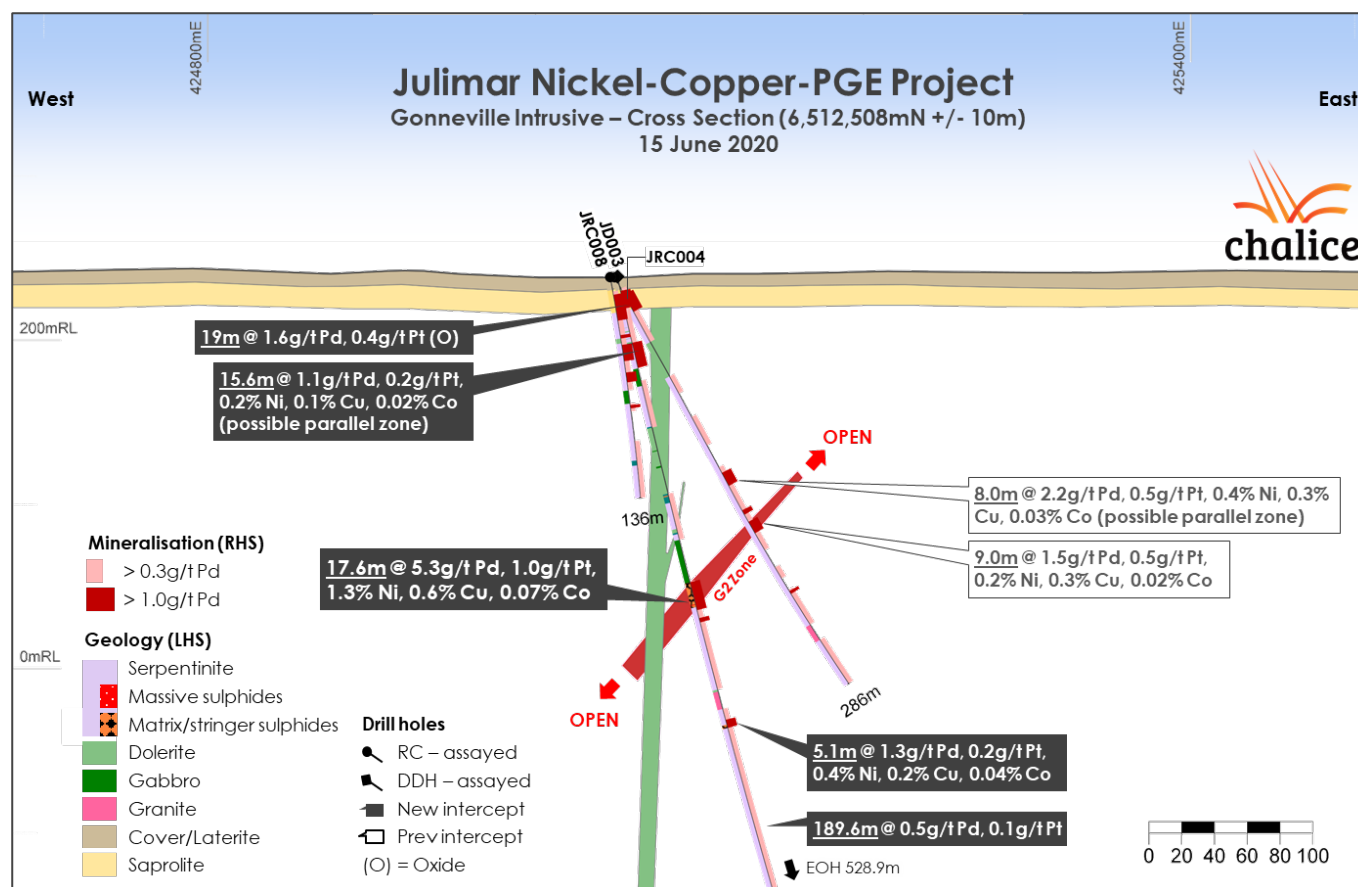 424800mE
425400mE
West
East
Julimar Nickel-Copper-PGE Project
Gonneville Intrusive – Cross Section (6,512,508mN +/- 10m)
15 June 2020
chalice
JRC008
JD003
JRC004
200mRL
19m @ 1.6g/t Pd, 0.4g/t Pt (O)
15.6m @ 1.1g/t Pd, 0.2g/t Pt,
0.2% Ni, 0.1% Cu, 0.02% Co
(possible parallel zone)
OPEN
8.0m @ 2.2g/t Pd, 0.5g/t Pt, 0.4% Ni, 0.3%
Cu, 0.03% Co (possible parallel zone)
136m
9.0m @ 1.5g/t Pd, 0.5g/t Pt,
0.2% Ni, 0.3% Cu, 0.02% Co
17.6m @ 5.3g/t Pd, 1.0g/t Pt,
1.3% Ni, 0.6% Cu, 0.07% Co
G2 Zone
Mineralisation (RHS)
> 0.3g/t Pd
> 1.0g/t Pd
0mRL
286m
OPEN
Geology (LHS)
Serpentinite
Massive sulphides
Matrix/stringer sulphides
Dolerite
Gabbro
Granite
Cover/Laterite
Saprolite
Drill holes
RC – assayed
DDH – assayed
New intercept
Prev intercept
(O) = Oxide
5.1m @ 1.3g/t Pd, 0.2g/t Pt,
0.4% Ni, 0.2% Cu, 0.04% Co
189.6m @ 0.5g/t Pd, 0.1g/t Pt
EOH 528.9m
0 20 40 60 80 100